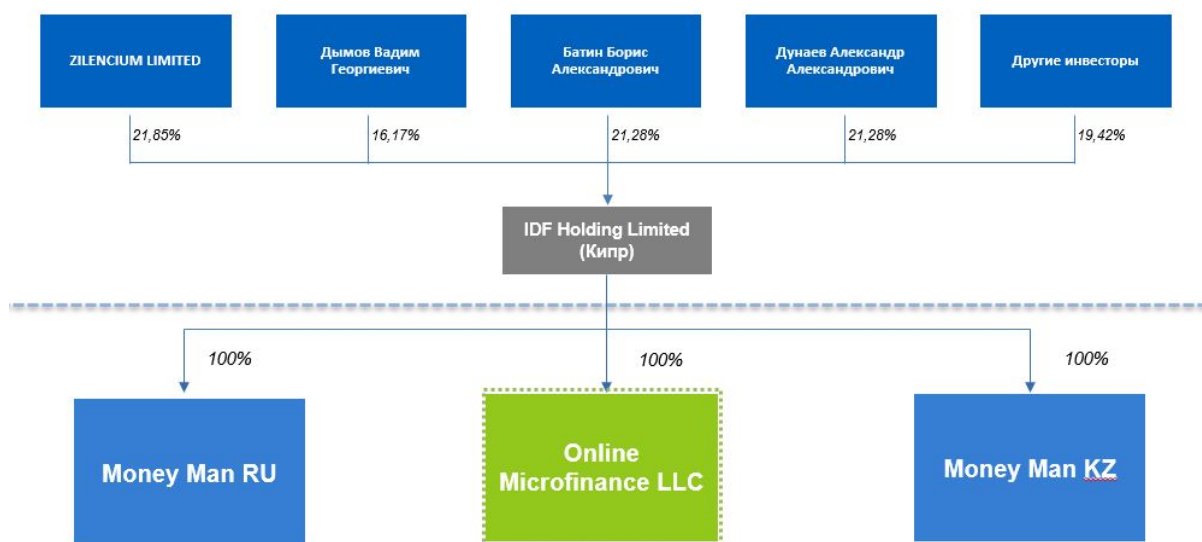 ZILENCIUM LIMITED
Дымов Вадим
Георгиевич
Батин Борис
Александрович
Дунаев Александр
Александрович
Другие инвесторы
21,85%
16,17%
21,28%
21,28%
19,42%
IDF Holding Limited
(Кипр)
100%
100%
100%
Money Man RU
Online
Microfinance LLC
Money Man KZ